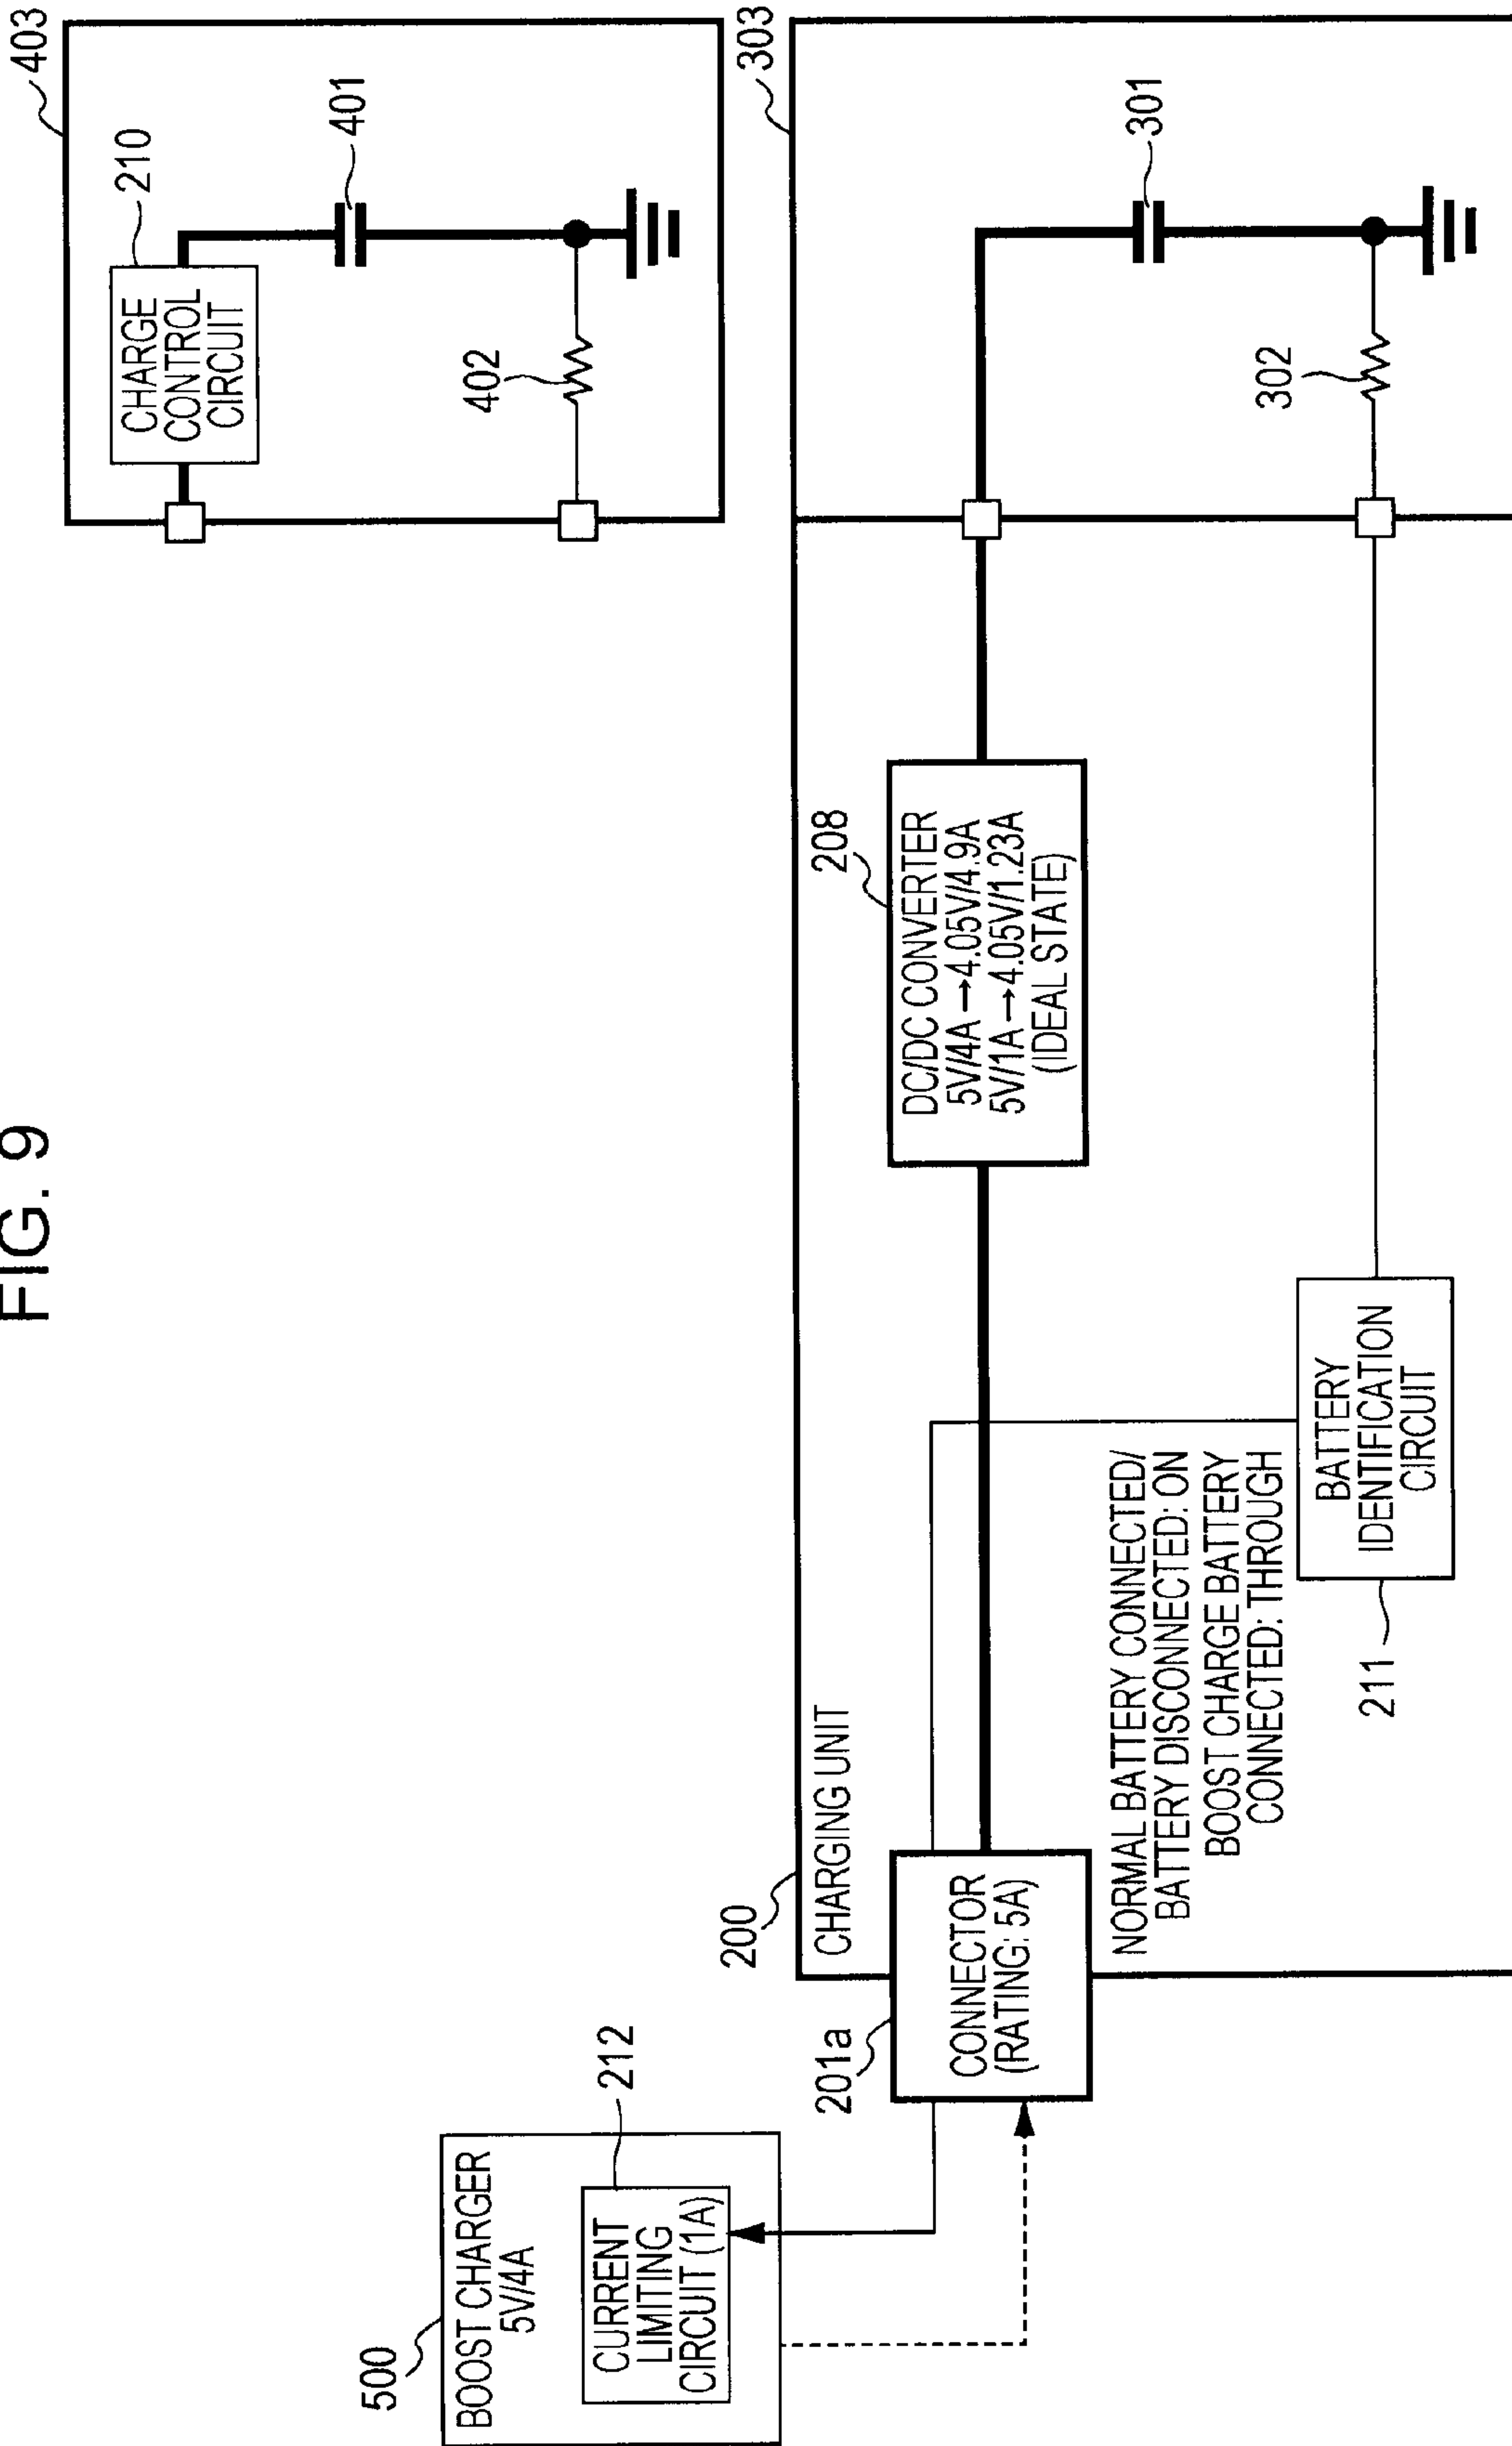 FIG. 9
500
BOOST CHARGER
5V/4A
212
CURRENT
LIMITING
CIRCUIT (1A)
201a
CONNECTOR
(RATING: 5A)
200
CHARGING UNIT
NORMAL BATTERY CONNECTED/
BATTERY DISCONNECTED: ON
BOOST CHARGE BATTERY
CONNECTED: THROUGH
211
BATTERY
IDENTIFICATION
CIRCUIT
208
DC/DC CONVERTER
5V/4A→4.05V/4.9A
5V/1A→4.05V/1.23A
(IDEAL STATE)
303
301
302
403
210
CHARGE
CONTROL
CIRCUIT
401
402